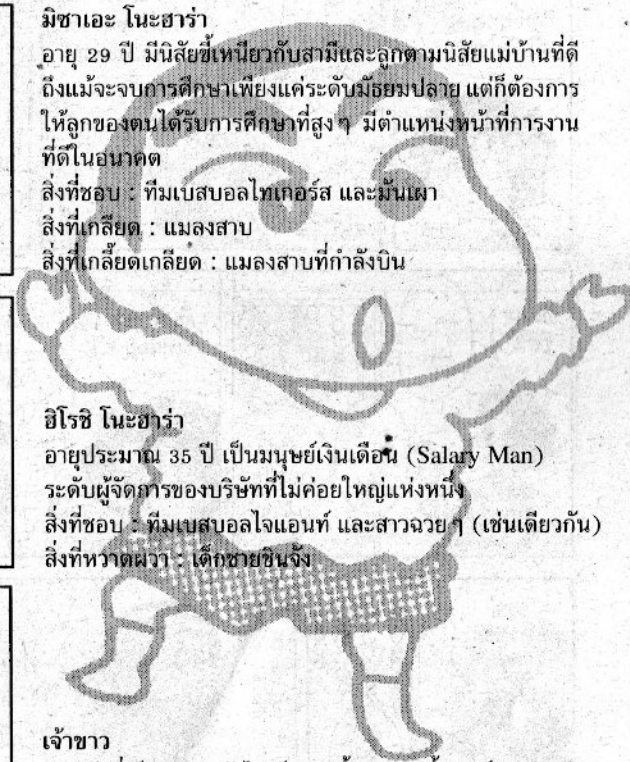 มิซาเอะ โนะฮาร่า
อายุ 29 ปี มีนิสัยขี้เหนียวกับสามีและลูกตามนิสัยแม่บ้านที่ดี
ถึงแม้จะจบการศึกษาเพียงแค่ระดับมัธยมปลาย แต่ก็ต้องการ
ให้ลูกของตนได้รับการศึกษาที่สูง ๆ มีตำแหน่งหน้าที่การงาน
ที่ดีในอนาคต
สิ่งที่ชอบ : ทีมเบสบอลไทเกอร์ส และมันเผา
สิ่งที่เกลียด : แมลงสาบ
สิ่งที่เกลี๊ยดเกลียด : แมลงสาบที่กำลังบิน
ฮิโรชิ โนะฮาร่า
อายุประมาณ 35 ปี เป็นมนุษย์เงินเดือน (Salary Man)
ระดับผู้จัดการของบริษัทที่ไม่ค่อยใหญ่แห่งหนึ่ง
สิ่งที่ชอบ : ทีมเบสบอลไจแอนท์ และสาวฉวย ๆ (เช่นเดียวกัน)
สิ่งที่หวาดผวา : เด็กชายชินจัง
เจ้าขาว